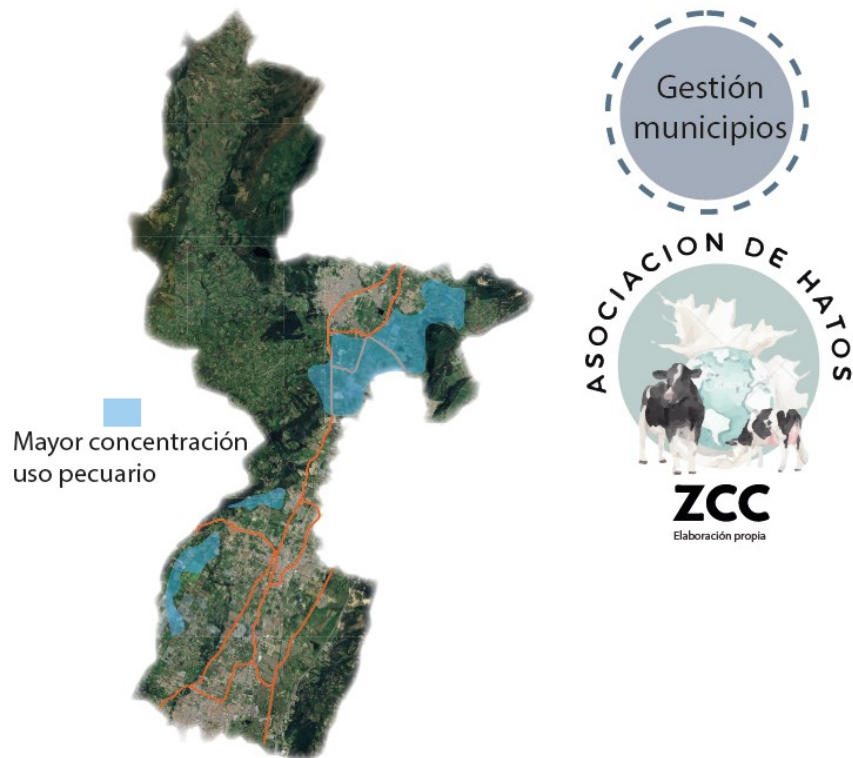 Gestión
municipios
ASOCIACION DE HATOS
Mayor concentración
uso pecuario
ZCC
Elaboración propia